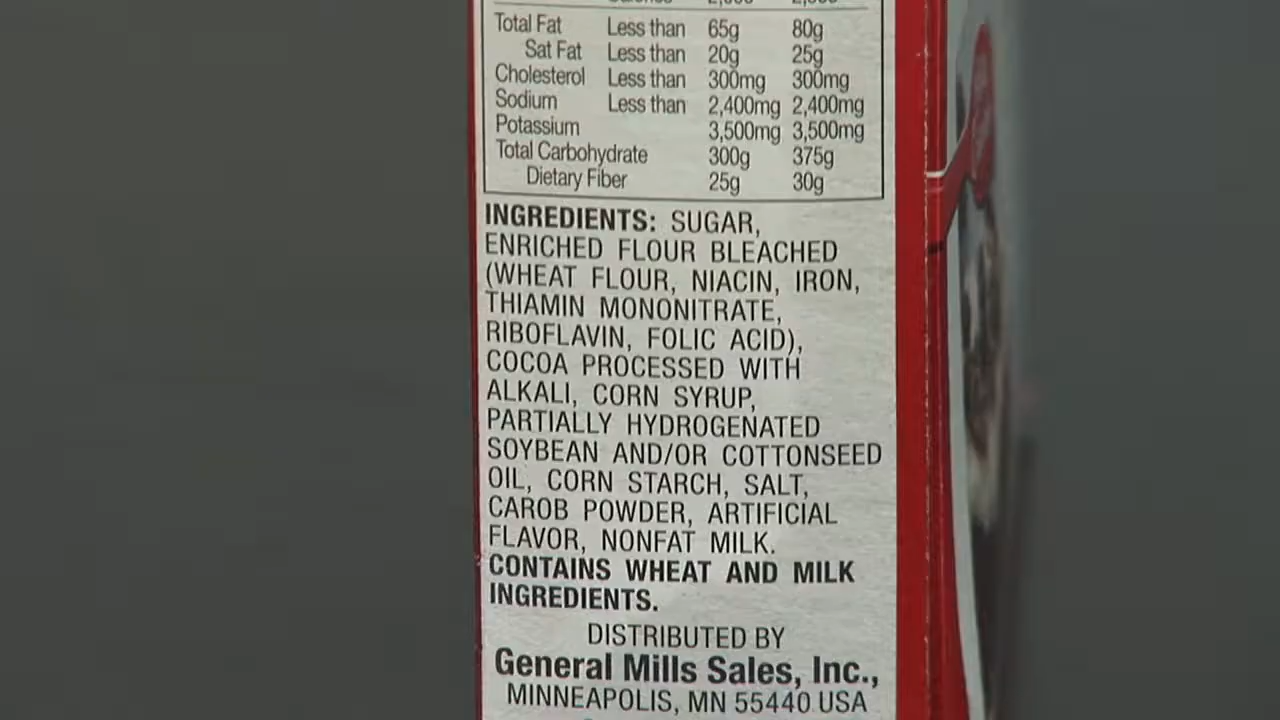 Total Fat Less than 65g 80g
Sat Fat Less than 20g 25g
Cholesterol Less than 300mg 300mg
Sodium Less than 2,400mg 2,400mg
Potassium 3,500mg 3,500mg
Total Carbohydrate 300g 375g
Dietary Fiber 25g 30g
INGREDIENTS: SUGAR,
ENRICHED FLOUR BLEACHED
(WHEAT FLOUR, NIACIN, IRON,
THIAMIN MONONITRATE,
RIBOFLAVIN, FOLIC ACID),
COCOA PROCESSED WITH
ALKALI, CORN SYRUP,
PARTIALLY HYDROGENATED
SOYBEAN AND/OR COTTONSEED
OIL, CORN STARCH, SALT,
CAROB POWDER, ARTIFICIAL
FLAVOR, NONFAT MILK.
CONTAINS WHEAT AND MILK
INGREDIENTS.
DISTRIBUTED BY
General Mills Sales, Inc.,
MINNEAPOLIS, MN 55440 USA